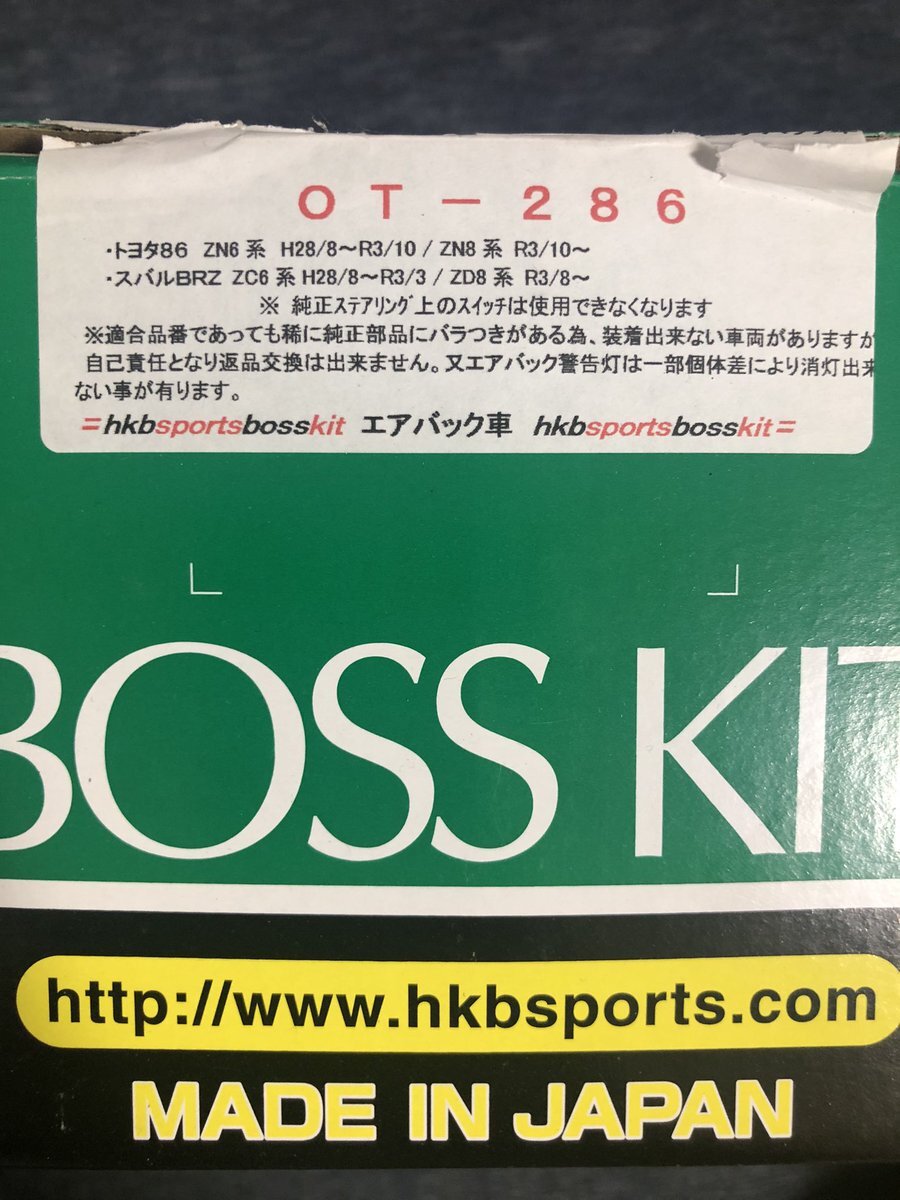 OT－286
・トヨタ86 ZN6系 H28/8～R3/10 / ZN8系 R3/10～
・スバルBRZ ZC6系 H28/8～R3/3 / ZD8系 R3/8～
※ 純正ｽﾃｱﾘﾝｸﾞ上のｽｲｯﾁは使用できなくなります
※適合品番であっても稀に純正部品にバラつきがある為、装着出来ない車両がありますが
自己責任となり返品交換は出来ません。又エアバック警告灯は一部個体差により消灯出来
ない事が有ります。
=hkbsportsbosskit エアバック車 hkbsportsbosskit=
BOSS KIT
http://www.hkbsports.com
MADE IN JAPAN